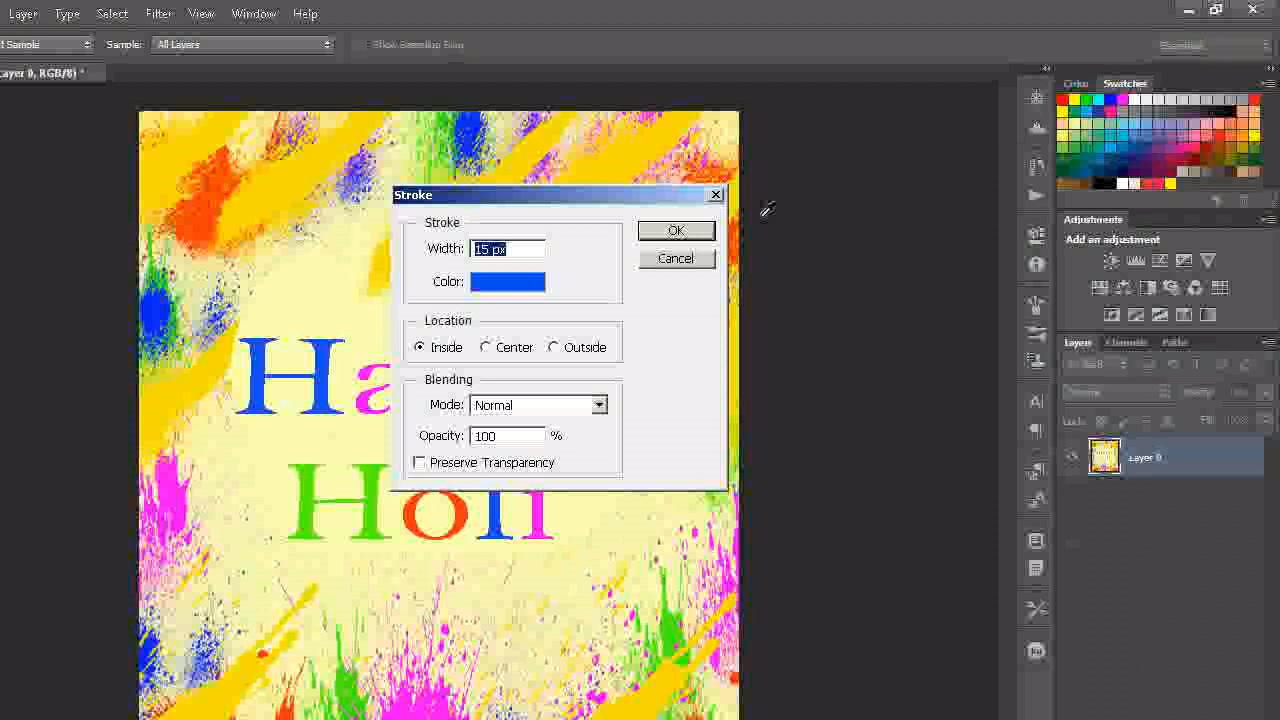 Layer Type Select Filter View Window Help
Sample: All Layers
Layer 0, RGB/8) *
Swatches
Stroke
Stroke
OK
Width: 15 px
Cancel
Color:
Adjustments
Add an adjustment
Location
Inside Center Outside
Layers Channels Paths
Blending
Mode: Normal
Opacity: 100 %
Preserve Transparency
Layer 0
Ha
Holi